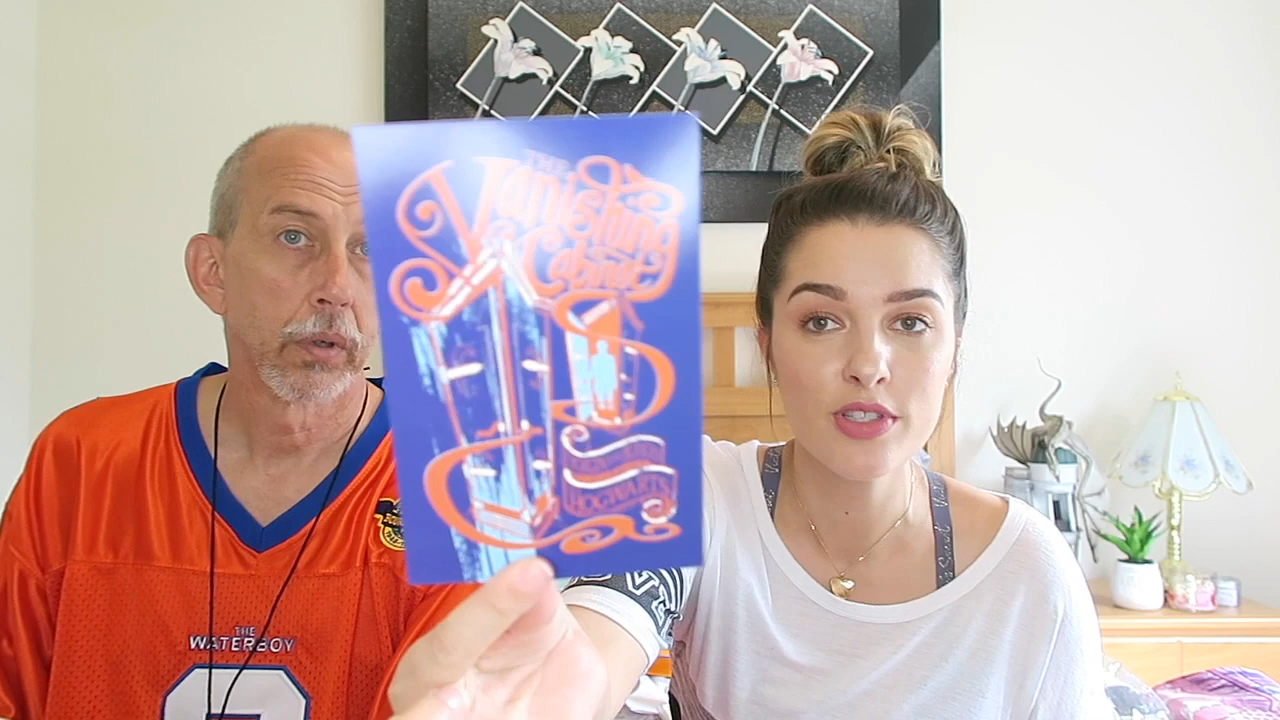 THE
Vanishing
Cabinet
HOGWARTS
THE
WATERBOY